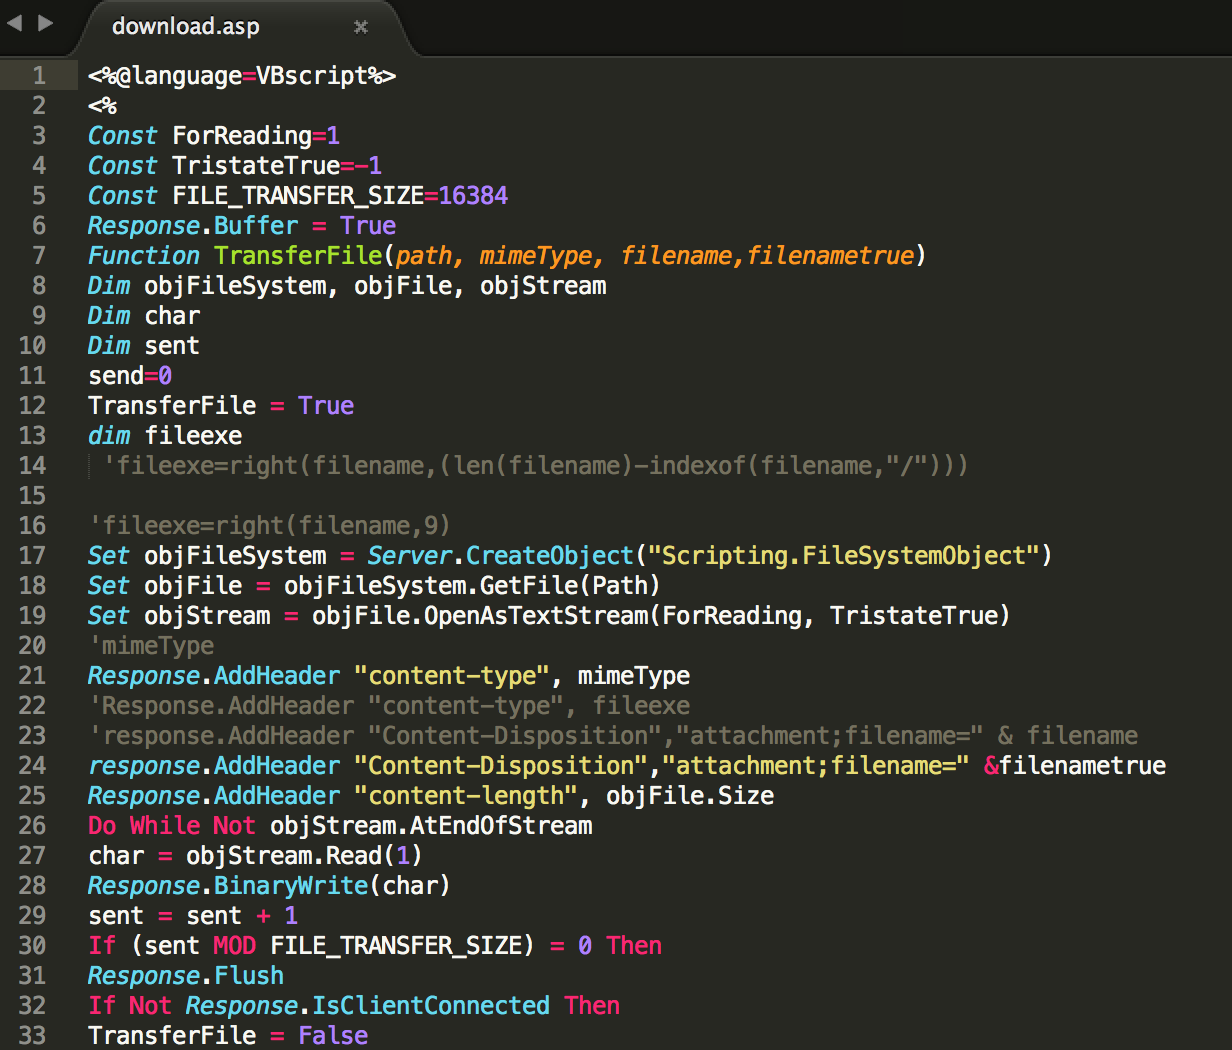 download.asp
1 <%@language=VBscript%>
2 <%
3 Const ForReading=1
4 Const TristateTrue=-1
5 Const FILE_TRANSFER_SIZE=16384
6 Response.Buffer = True
7 Function TransferFile(path, mimeType, filename,filenametrue)
8 Dim objFileSystem, objFile, objStream
9 Dim char
10 Dim sent
11 send=0
12 TransferFile = True
13 dim fileexe
14 'fileexe=right(filename,(len(filename)-indexof(filename,"/")))
15
16 'fileexe=right(filename,9)
17 Set objFileSystem = Server.CreateObject("Scripting.FileSystemObject")
18 Set objFile = objFileSystem.GetFile(Path)
19 Set objStream = objFile.OpenAsTextStream(ForReading, TristateTrue)
20 'mimeType
21 Response.AddHeader "content-type", mimeType
22 'Response.AddHeader "content-type", fileexe
23 'response.AddHeader "Content-Disposition","attachment;filename=" & filename
24 response.AddHeader "Content-Disposition","attachment;filename=" &filenametrue
25 Response.AddHeader "content-length", objFile.Size
26 Do While Not objStream.AtEndOfStream
27 char = objStream.Read(1)
28 Response.BinaryWrite(char)
29 sent = sent + 1
30 If (sent MOD FILE_TRANSFER_SIZE) = 0 Then
31 Response.Flush
32 If Not Response.IsClientConnected Then
33 TransferFile = False